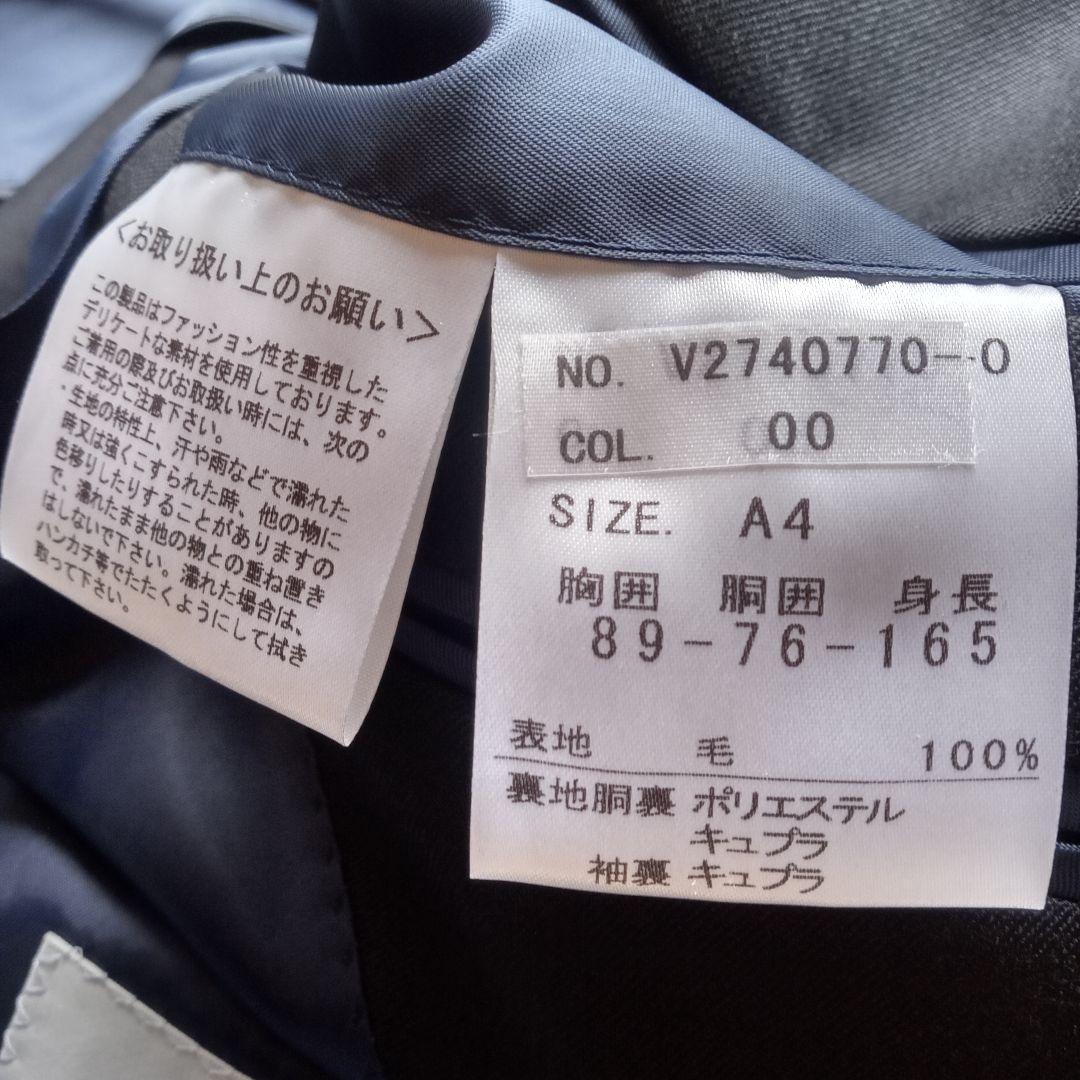 <お取り扱い上のお願い>
この製品はファッション性を重視した
デリケートな素材を使用しております。
ご着用の際及びお取扱い時には、次の
点に充分ご注意下さい。
・生地の特性上、汗や雨などで濡れた
時又は強くこすられた時、他の物に
色移りしたりすることがありますの
で、濡れたまま他の物との重ね置き
はしないで下さい。濡れた場合は、
ハンカチ等でたたくようにして拭き
取って下さい。
NO. V2740770--0
COL. 00
SIZE. A4
胸囲 胴囲 身長
89-76-165
表地 毛 100%
裏地胴裏 ポリエステル
キュプラ
袖裏 キュプラ